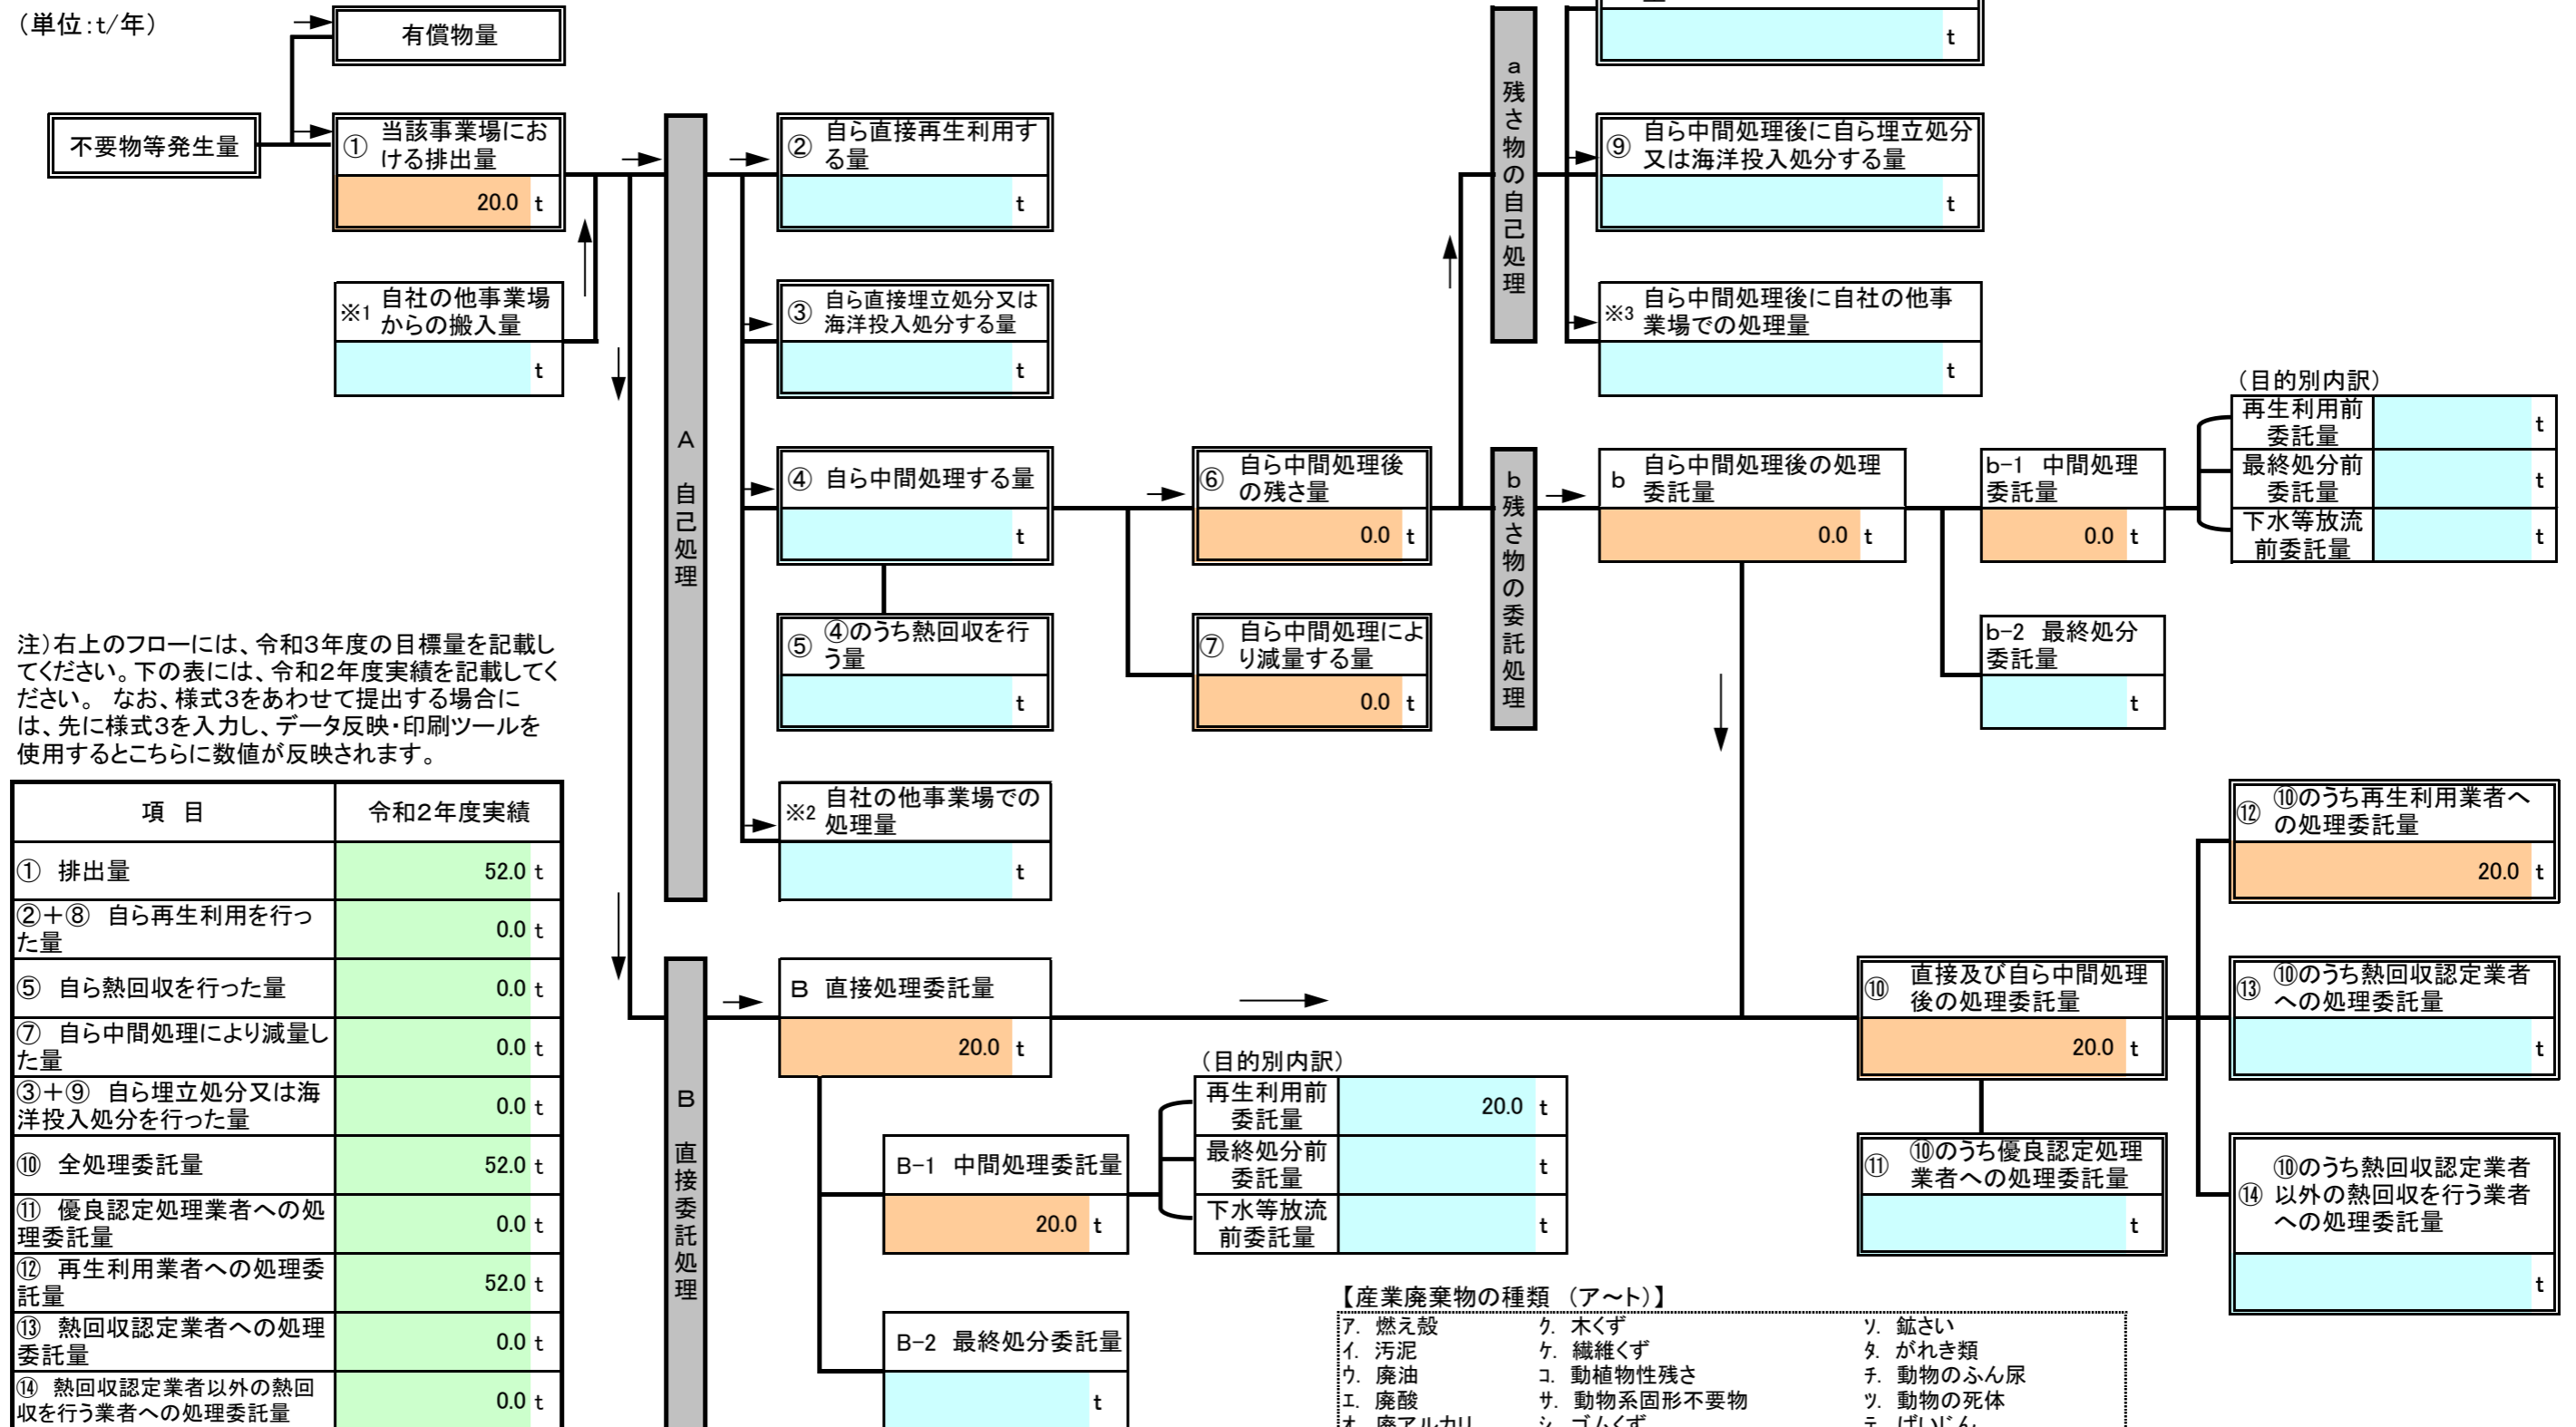 （単位：t/年）
有償物量
不要物等発生量
① 当該事業場にお
ける排出量
20.0 t
※1 自社の他事業場
からの搬入量
t
A 自己処理
② 自ら直接再生利用す
る量
t
③ 自ら直接埋立処分又は
海洋投入処分する量
t
④ 自ら中間処理する量
t
⑤ ④のうち熱回収を行
う量
t
※2 自社の他事業場での
処理量
t
⑥ 自ら中間処理後
の残さ量
0.0 t
⑦ 自ら中間処理によ
り減量する量
0.0 t
a残さ物の自己処理
t
⑨ 自ら中間処理後に自ら埋立処分
又は海洋投入処分する量
t
※3 自ら中間処理後に自社の他事
業場での処理量
t
b残さ物の委託処理
b 自ら中間処理後の処理
委託量
0.0 t
b-1 中間処理
委託量
0.0 t
b-2 最終処分
委託量
t
（目的別内訳）
再生利用前
委託量 t
最終処分前
委託量 t
下水等放流
前委託量 t
注）右上のフローには、令和３年度の目標量を記載し
てください。下の表には、令和２年度実績を記載してく
ださい。 なお、様式３をあわせて提出する場合に
は、先に様式３を入力し、データ反映・印刷ツールを
使用するとこちらに数値が反映されます。
項 目 令和２年度実績
① 排出量 52.0 t
②＋⑧ 自ら再生利用を行っ
た量 0.0 t
⑤ 自ら熱回収を行った量 0.0 t
⑦ 自ら中間処理により減量し
た量 0.0 t
③＋⑨ 自ら埋立処分又は海
洋投入処分を行った量 0.0 t
⑩ 全処理委託量 52.0 t
⑪ 優良認定処理業者への処
理委託量 0.0 t
⑫ 再生利用業者への処理委
託量 52.0 t
⑬ 熱回収認定業者への処理
委託量 0.0 t
⑭ 熱回収認定業者以外の熱回
収を行う業者への処理委託量 0.0 t
B 直接委託処理
B 直接処理委託量
20.0 t
B-1 中間処理委託量
20.0 t
B-2 最終処分委託量
t
（目的別内訳）
再生利用前
委託量 20.0 t
最終処分前
委託量 t
下水等放流
前委託量 t
⑩ 直接及び自ら中間処理
後の処理委託量
20.0 t
⑪ ⑩のうち優良認定処理
業者への処理委託量
t
⑫ ⑩のうち再生利用業者へ
の処理委託量
20.0 t
⑬ ⑩のうち熱回収認定業者
への処理委託量
t
⑭ ⑩のうち熱回収認定業者
以外の熱回収を行う業者
への処理委託量
t
【産業廃棄物の種類 （ア～ト）】
ｱ. 燃え殻 ｸ. 木くず ｿ. 鉱さい
ｲ. 汚泥 ｹ. 繊維くず ﾀ. がれき類
ｳ. 廃油 ｺ. 動植物性残さ ﾁ. 動物のふん尿
ｴ. 廃酸 ｻ. 動物系固形不要物 ﾂ. 動物の死体
ｵ. 廃アルカリ ｼ. ゴムくず ﾃ. ばいじん